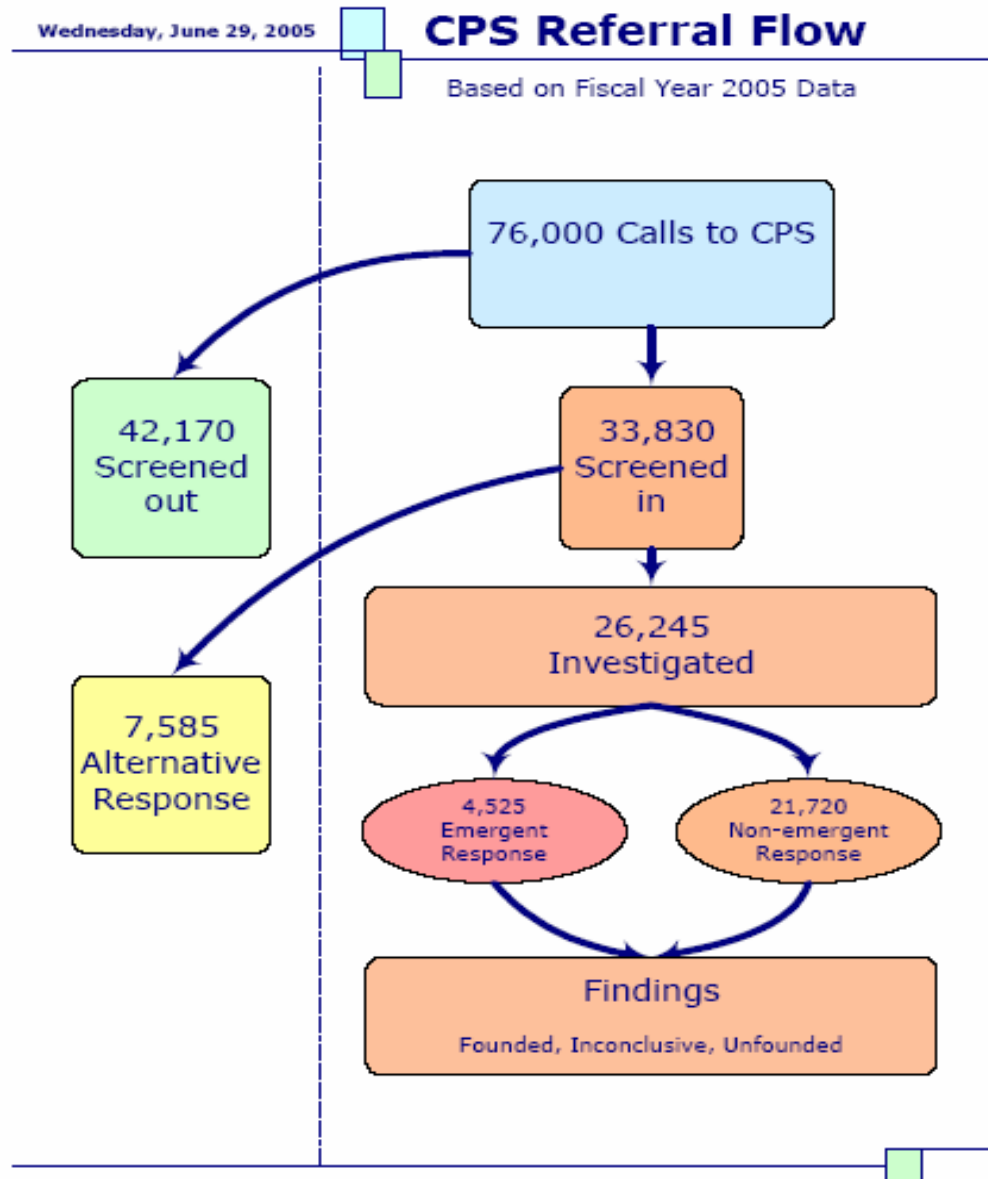 Wednesday, June 29, 2005
CPS Referral Flow
Based on Fiscal Year 2005 Data
76,000 Calls to CPS
42,170
Screened
out
33,830
Screened
in
26,245
Investigated
7,585
Alternative
Response
4,525
Emergent
Response
21,720
Non-emergent
Response
Findings
Founded, Inconclusive, Unfounded